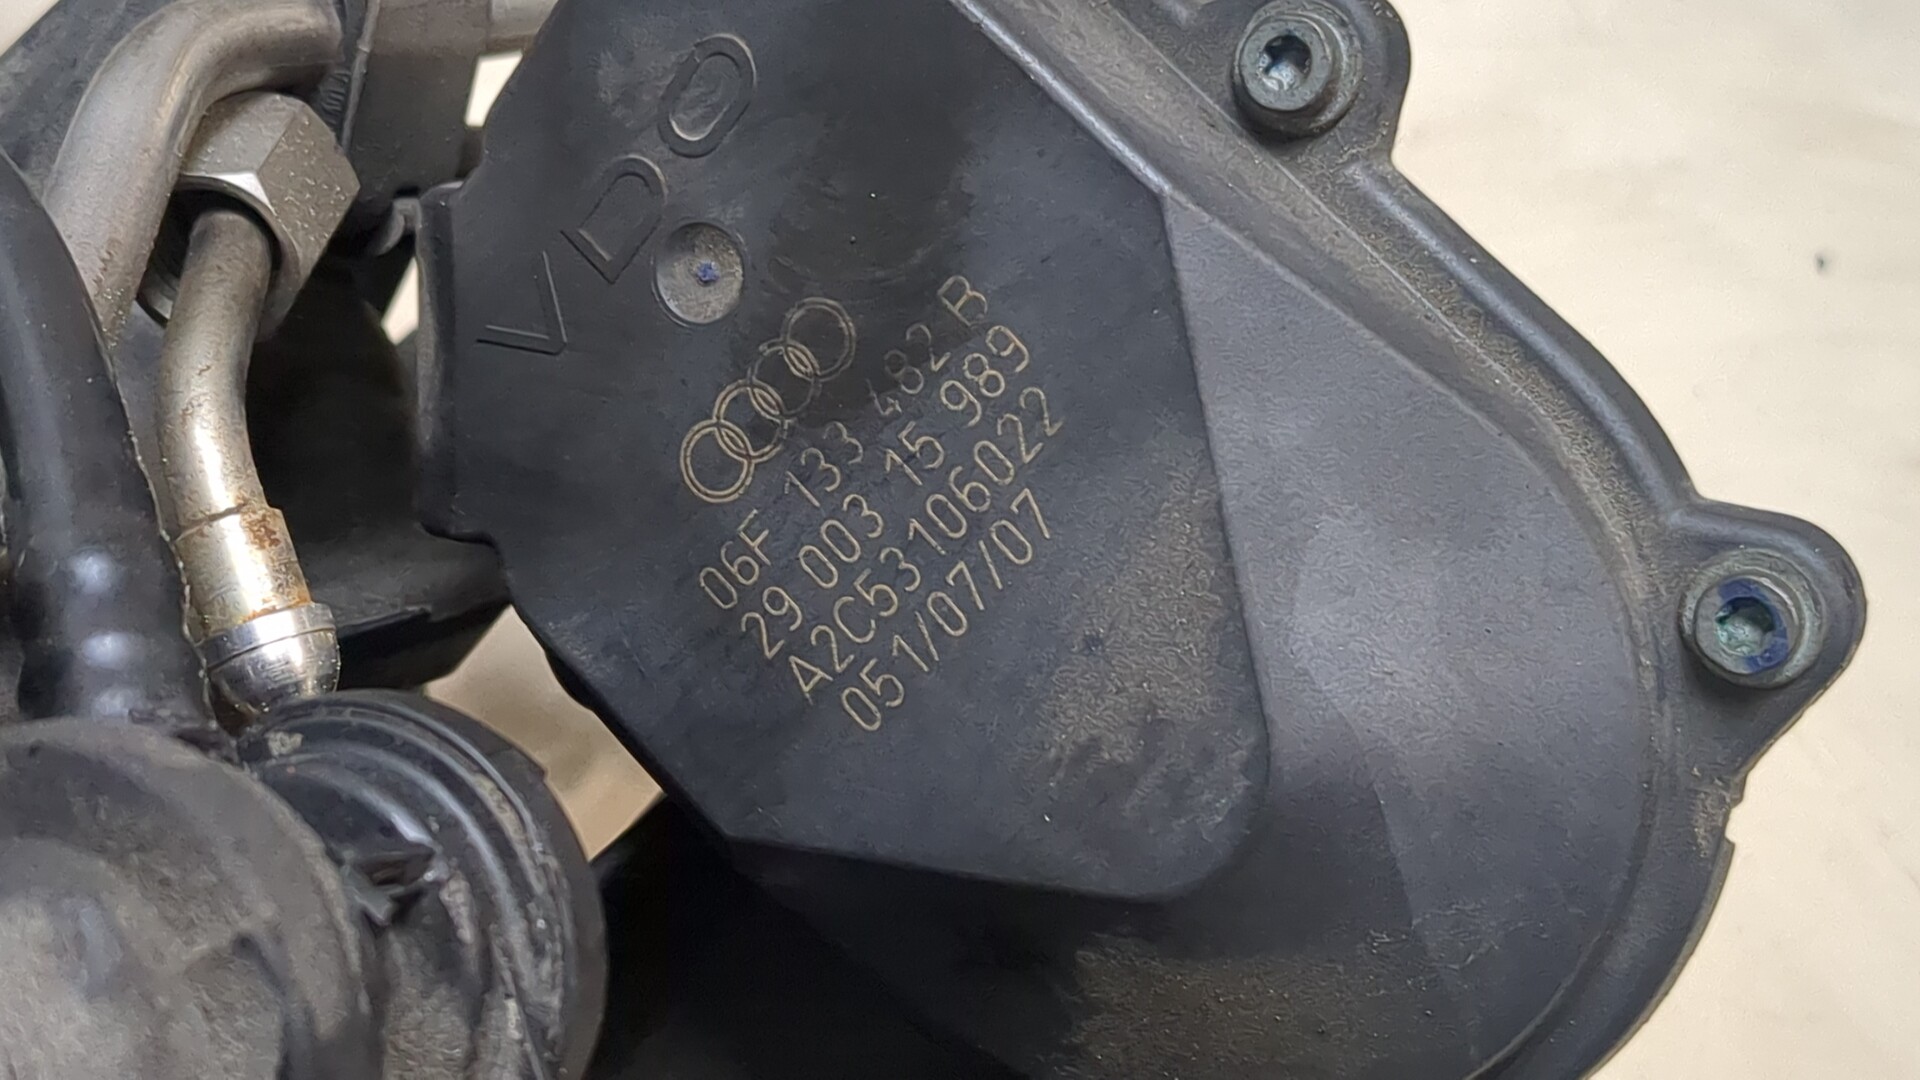 VDO
06F 133 482 B
29 003 15 989
A2C53106022
051/07/07